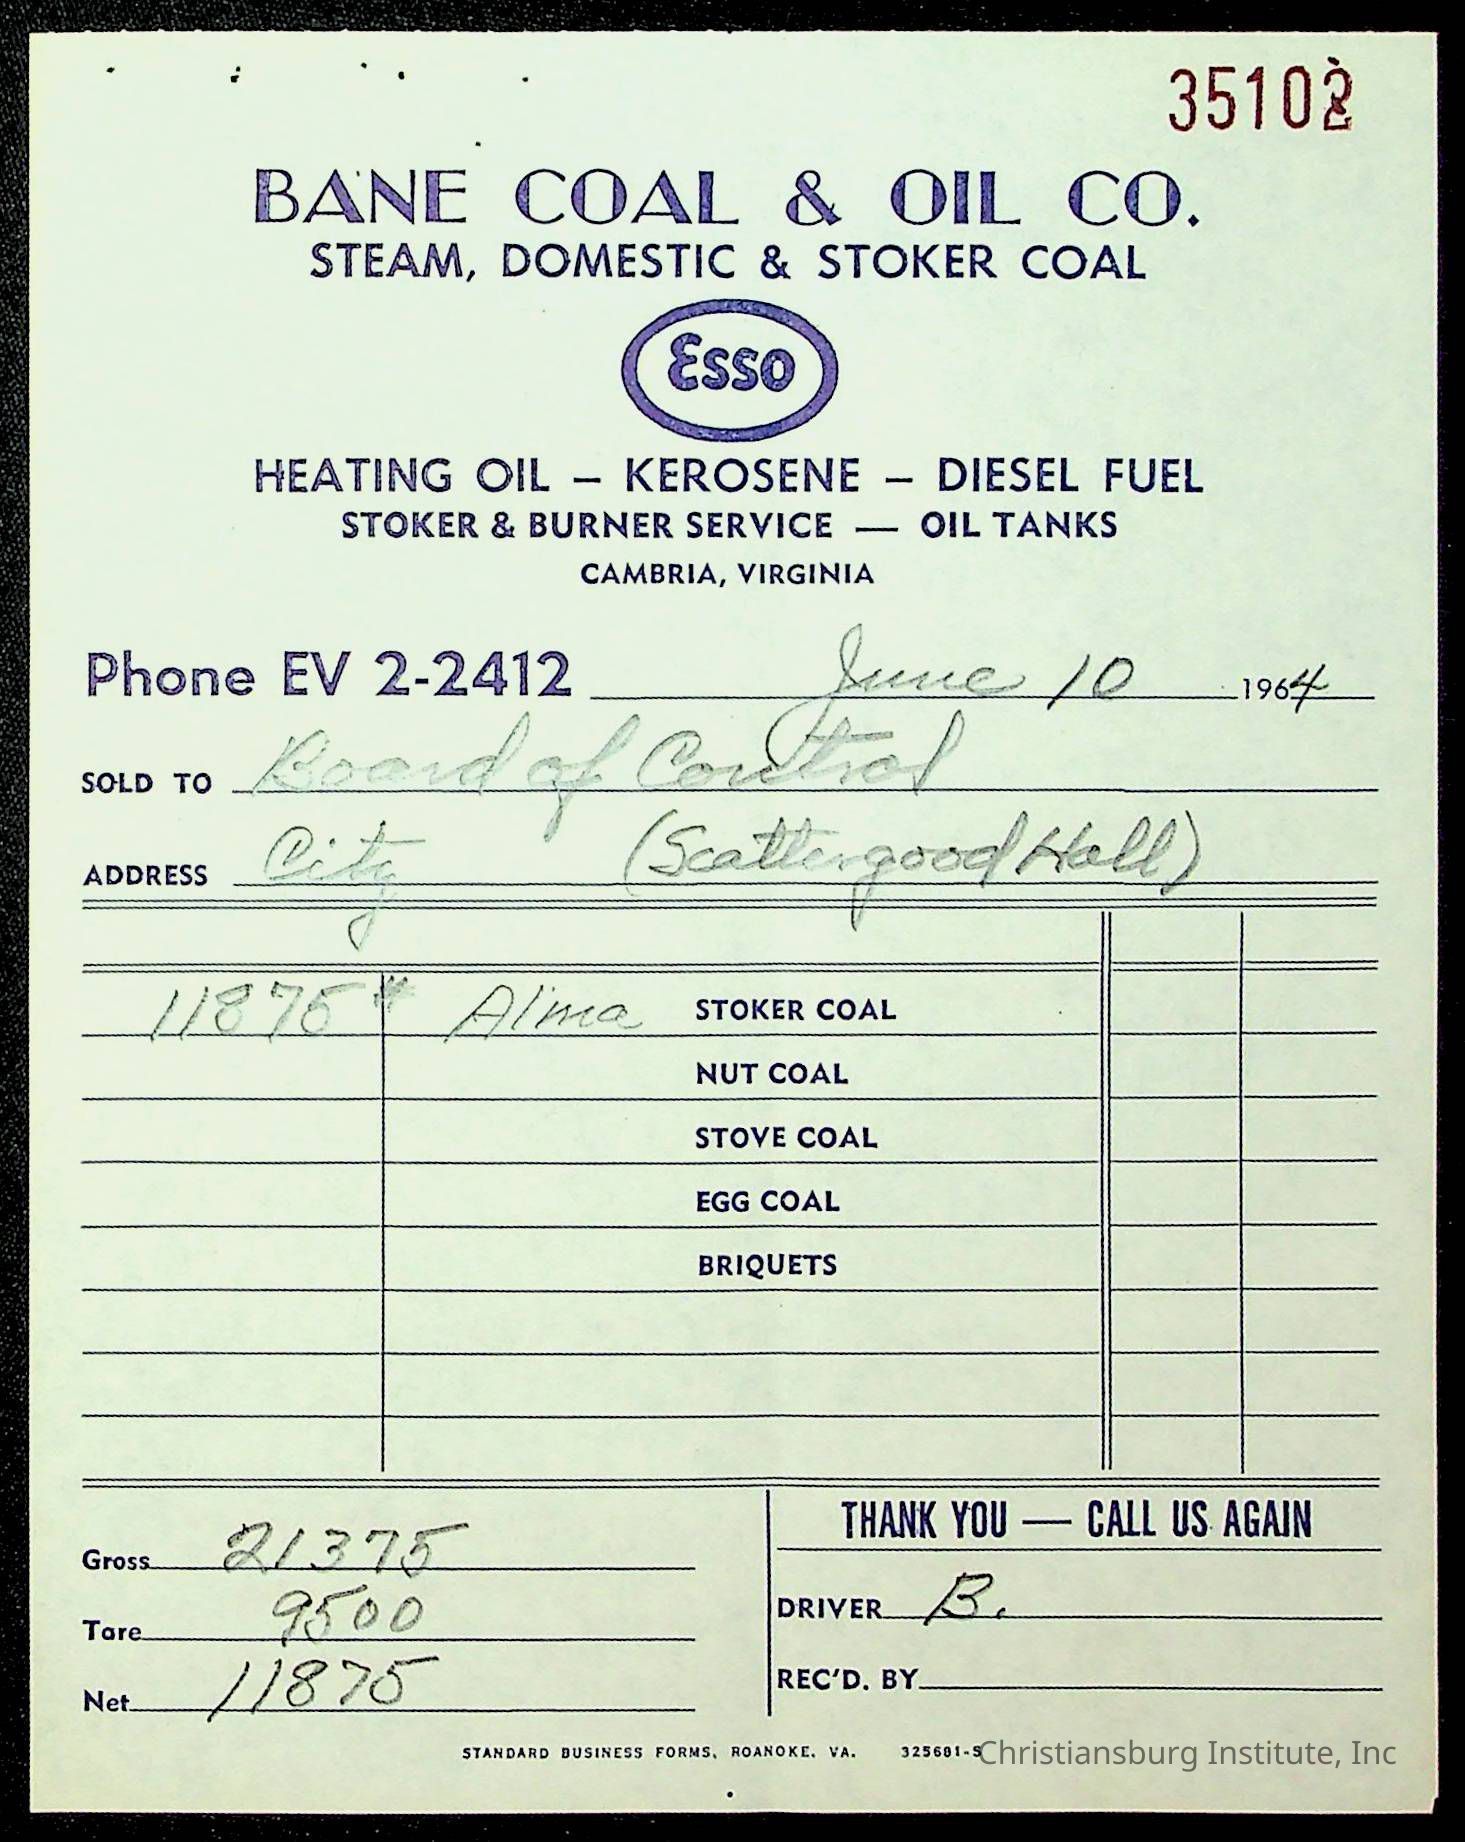 35102
BANE COAL & OIL CO.
STEAM, DOMESTIC & STOKER COAL
Esso
HEATING OIL – KEROSENE – DIESEL FUEL
STOKER & BURNER SERVICE — OIL TANKS
CAMBRIA, VIRGINIA
Phone EV 2-2412 June 10 1964
SOLD TO Board of Control
ADDRESS City (Scattergood Hall)
11875 # Alma STOKER COAL
NUT COAL
STOVE COAL
EGG COAL
BRIQUETS
THANK YOU — CALL US AGAIN
Gross 21375
DRIVER B.
Tare 9500
REC'D. BY
Net 11875
STANDARD BUSINESS FORMS, ROANOKE, VA. 325681-S
Christiansburg Institute, Inc